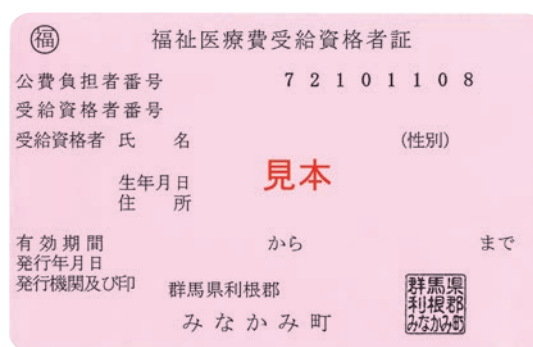 福 福祉医療費受給資格者証
公費負担者番号 72101108
受給資格者番号
受給資格者 氏 名 (性別)
見本
生年月日
住 所
有効期間 から まで
発行年月日
発行機関及び印 群馬県利根郡
みなかみ町
群馬県
利根郡
みなかみ町